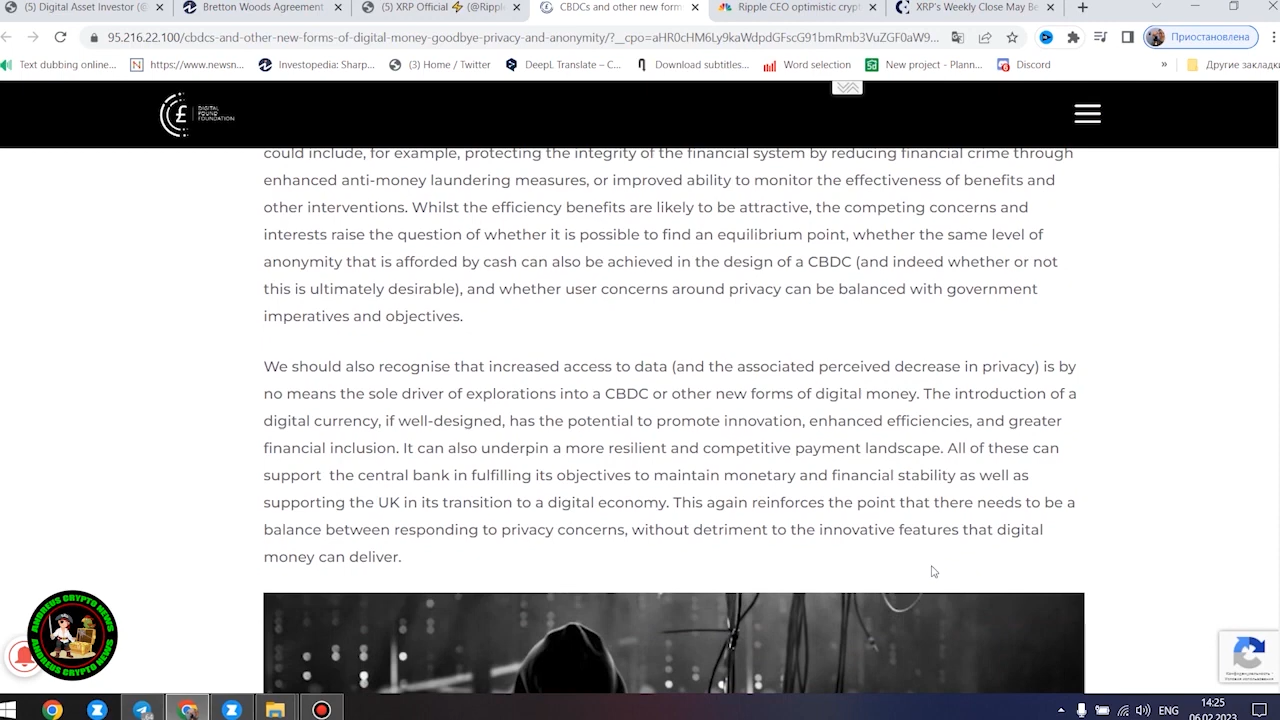 (5) Digital Asset Investor (@
Bretton Woods Agreement
(5) XRP Official ⚡ (@Rippl
CBDCs and other new form
Ripple CEO optimistic crypt
XRP's Weekly Close May Be
95.216.22.100/cbdcs-and-other-new-forms-of-digital-money-goodbye-privacy-and-anonymity/?__cpo=aHR0cHM6Ly9kaWdpdGFscG91bmRmb3VuZGF0aW9...
Приостановлена
Text dubbing online...
https://www.newsn...
Investopedia: Sharp...
(3) Home / Twitter
DeepL Translate – C...
Download subtitles...
Word selection
New project - Plann...
Discord
»
Другие закладки
DIGITAL
POUND
FOUNDATION
could include, for example, protecting the integrity of the financial system by reducing financial crime through
enhanced anti-money laundering measures, or improved ability to monitor the effectiveness of benefits and
other interventions. Whilst the efficiency benefits are likely to be attractive, the competing concerns and
interests raise the question of whether it is possible to find an equilibrium point, whether the same level of
anonymity that is afforded by cash can also be achieved in the design of a CBDC (and indeed whether or not
this is ultimately desirable), and whether user concerns around privacy can be balanced with government
imperatives and objectives.
We should also recognise that increased access to data (and the associated perceived decrease in privacy) is by
no means the sole driver of explorations into a CBDC or other new forms of digital money. The introduction of a
digital currency, if well-designed, has the potential to promote innovation, enhanced efficiencies, and greater
financial inclusion. It can also underpin a more resilient and competitive payment landscape. All of these can
support the central bank in fulfilling its objectives to maintain monetary and financial stability as well as
supporting the UK in its transition to a digital economy. This again reinforces the point that there needs to be a
balance between responding to privacy concerns, without detriment to the innovative features that digital
money can deliver.
ANDREUS CRYPTO NEWS
ANDREUS CRYPTO NEWS
Конфиденциальность -
Условия использования
ENG
14:25
06.02.2023